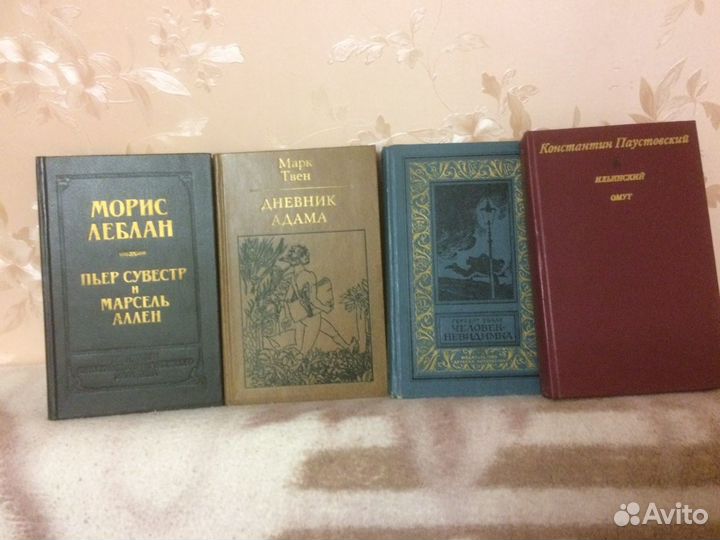 МОРИС
ЛЕБЛАН
ПЬЕР СУВЕСТР
И
МАРСЕЛЬ
АЛЛЕН
Марк
Твен
ДНЕВНИК
АДАМА
ЧЕЛОВЕК-
НЕВИДИМКА
Константин Паустовский
ИЛЬИНСКИЙ
ОМУТ
Avito